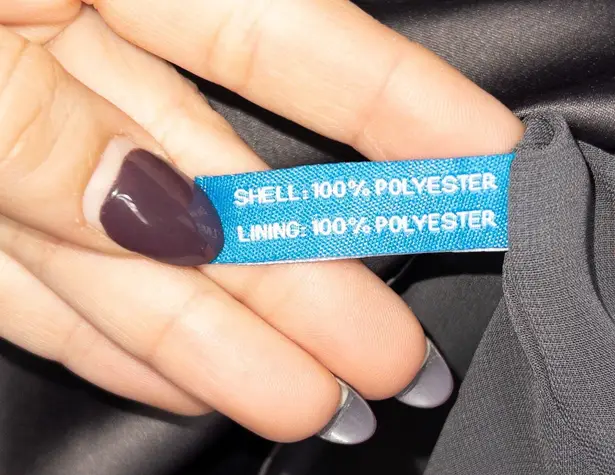 SHELL: 100% POLYESTER
LINING: 100% POLYESTER